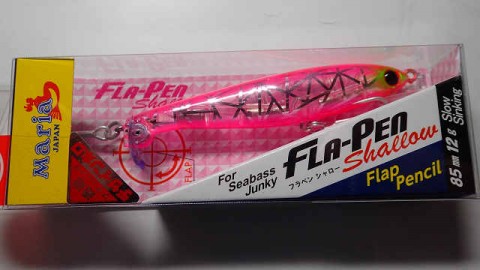 Maria
JAPAN
FLA-PEN
Shallow
FLAP
For
Seabass
Junky
FLA-PEN
Shallow
フラペン シャロー
Flap
Pencil
85mm 12g Slow
Sinking